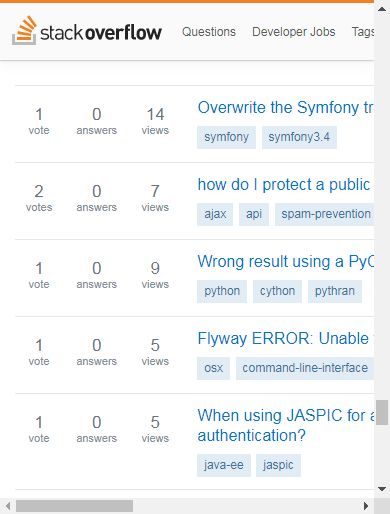 stackoverflow Questions Developer Jobs Tags
1 0 14 Overwrite the Symfony
vote answers views symfony symfony3.4
2 0 7 how do I protect a public
votes answers views ajax api spam-prevention
1 0 9 Wrong result using a
vote answers views python cython pythran
1 0 5 Flyway ERROR: Unable
vote answers views osx command-line-interface
1 0 5 When using JASPIC for a
vote answers views authentication?
java-ee jaspic